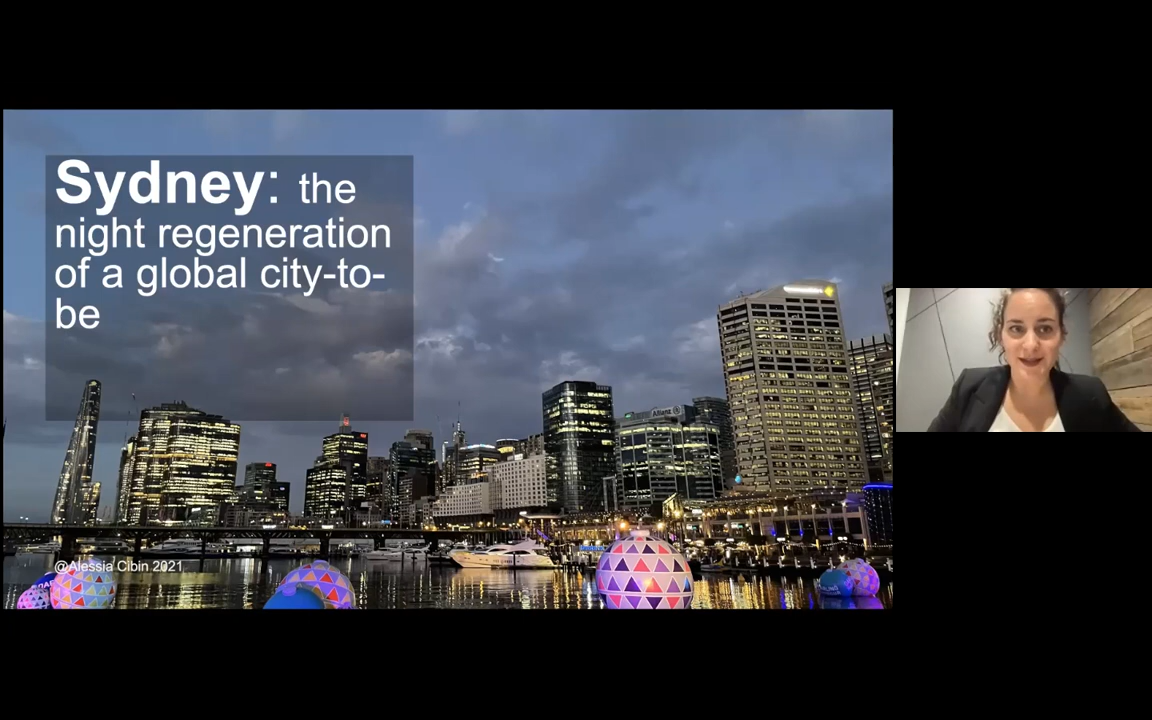 Sydney: the
night regeneration
of a global city-to-
be
Allianz
@Alessia Cibin 2021